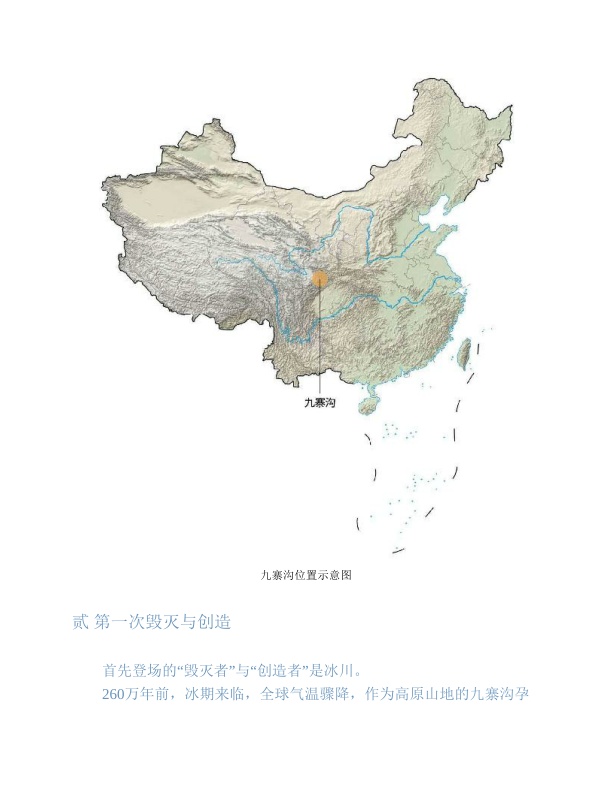 九寨沟
九寨沟位置示意图
贰 第一次毁灭与创造
首先登场的“毁灭者”与“创造者”是冰川。
260万年前，冰期来临，全球气温骤降，作为高原山地的九寨沟孕